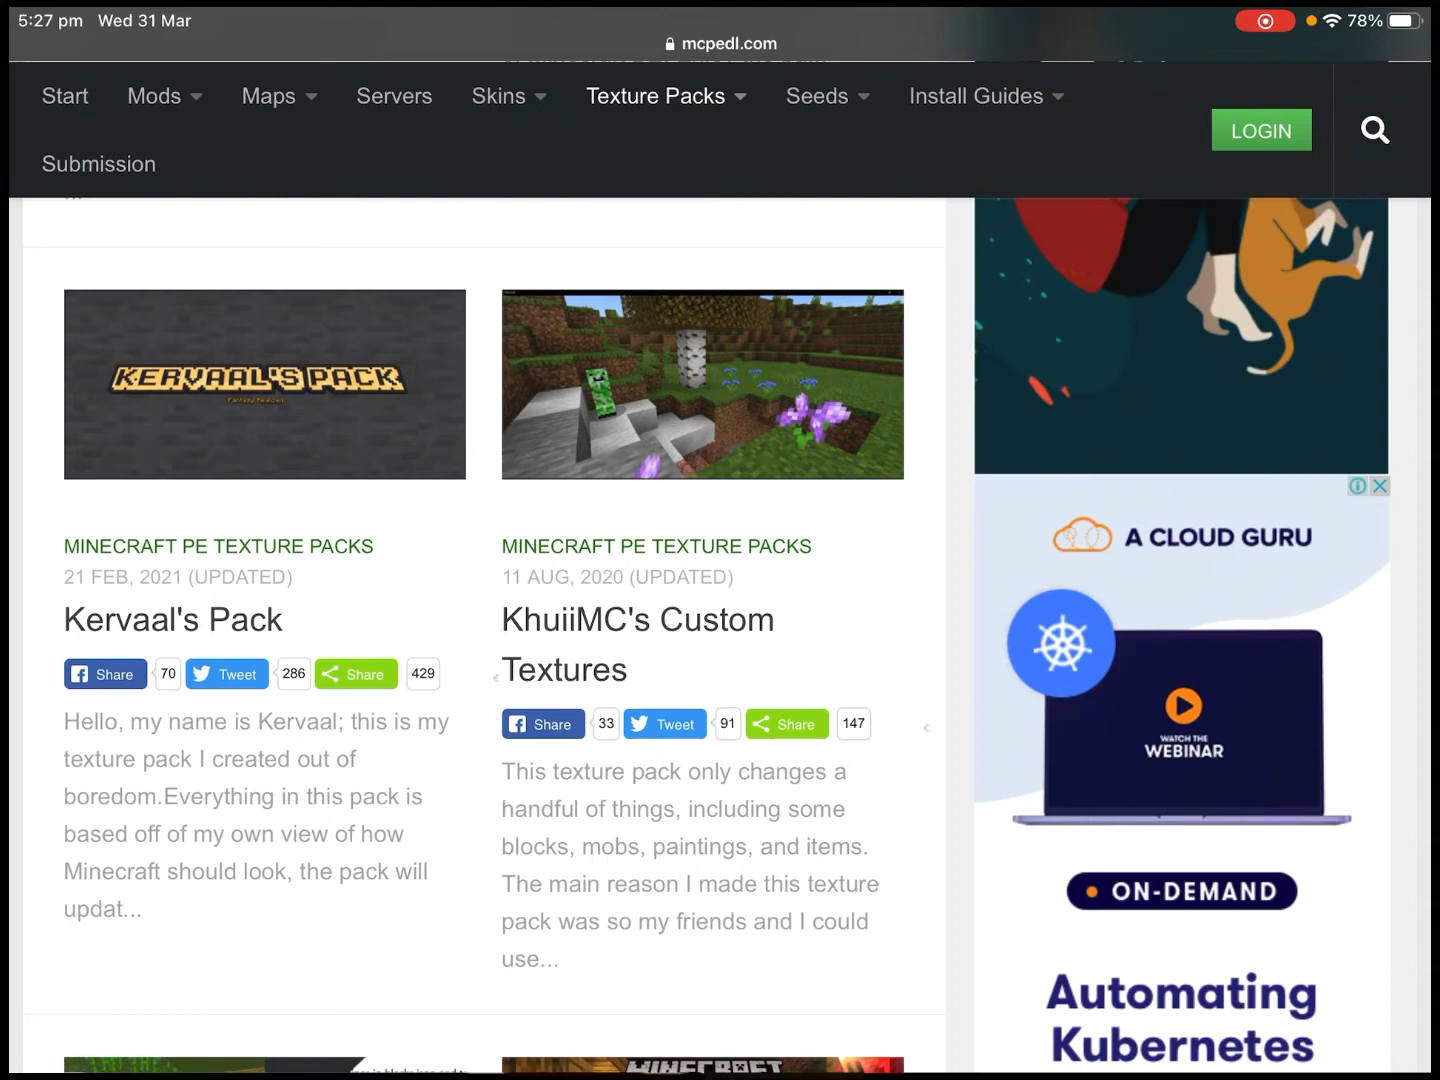 5:27 pm Wed 31 Mar
78%
mcpedl.com
Start Mods Maps Servers Skins Texture Packs Seeds Install Guides
LOGIN
Submission
KERVAAL'S PACK
MINECRAFT PE TEXTURE PACKS
21 FEB, 2021 (UPDATED)
Kervaal's Pack
Share 70 Tweet 286 Share 429
Hello, my name is Kervaal; this is my
texture pack I created out of
boredom.Everything in this pack is
based off of my own view of how
Minecraft should look, the pack will
updat...
MINECRAFT PE TEXTURE PACKS
11 AUG, 2020 (UPDATED)
KhuiiMC's Custom
Textures
Share 33 Tweet 91 Share 147
This texture pack only changes a
handful of things, including some
blocks, mobs, paintings, and items.
The main reason I made this texture
pack was so my friends and I could
use...
MINECRAFT
A CLOUD GURU
WATCH THE
WEBINAR
ON-DEMAND
Automating
Kubernetes